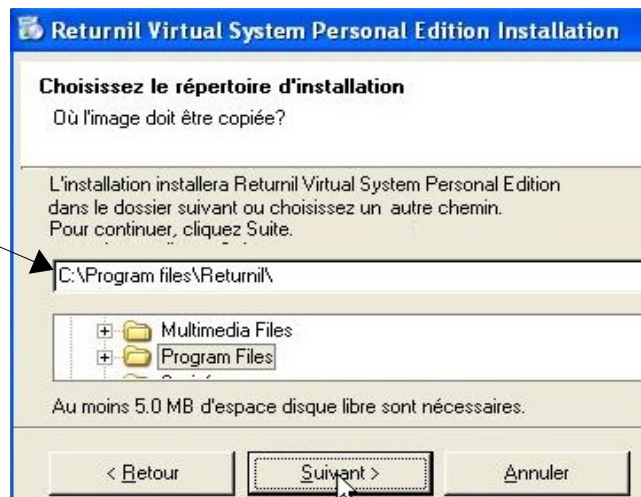 Returnil Virtual System Personal Edition Installation
Choisissez le répertoire d'installation
Où l'image doit être copiée?
L'installation installera Returnil Virtual System Personal Edition
dans le dossier suivant ou choisissez un autre chemin.
Pour continuer, cliquez Suite.
C:\Program files\Returnil\
Multimedia Files
Program Files
Au moins 5.0 MB d'espace disque libre sont nécessaires.
< Retour Suivant > Annuler